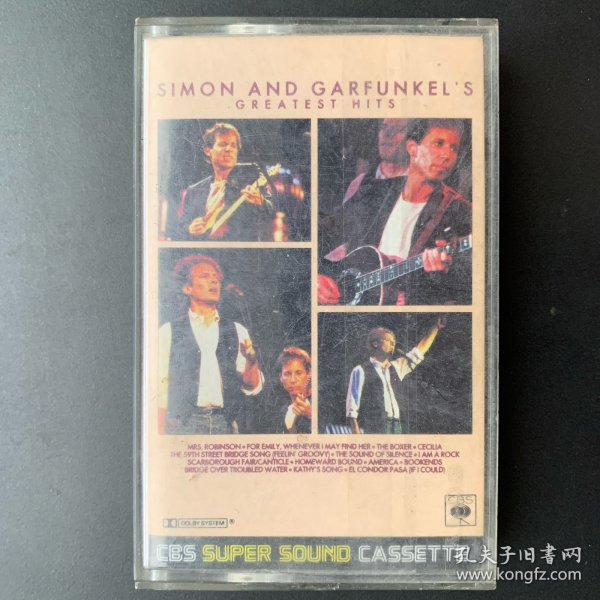 SIMON AND GARFUNKEL'S
GREATEST HITS
MRS. ROBINSON • FOR EMILY, WHENEVER I MAY FIND HER • THE BOXER • CECILIA
THE 59TH STREET BRIDGE SONG (FEELIN' GROOVY) • THE SOUND OF SILENCE • I AM A ROCK
SCARBOROUGH FAIR/CANTICLE • HOMEWARD BOUND • AMERICA • BOOKENDS
BRIDGE OVER TROUBLED WATER • KATHY'S SONG • EL CONDOR PASA (IF I COULD)
CBS
DOLBY SYSTEM ®
CBS SUPER SOUND CASSETTE
孔夫子旧书网
www.kongfz.com